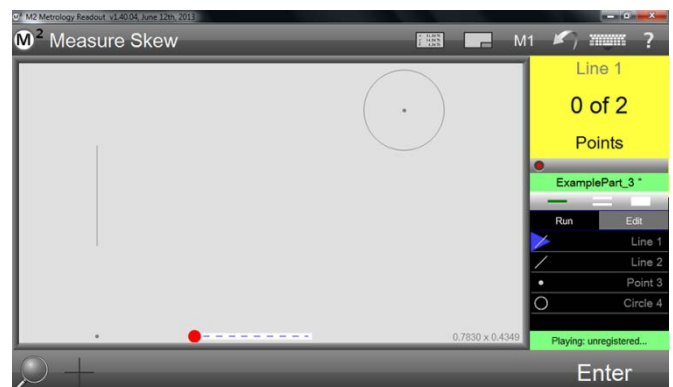 M2 Metrology Readout v1.40.04, June 12th, 2013
M2 Measure Skew
M1
?
Line 1
0 of 2
Points
ExamplePart_3 *
Run Edit
Line 1
Line 2
Point 3
Circle 4
0.7830 x 0.4349
Playing: unregistered...
Enter